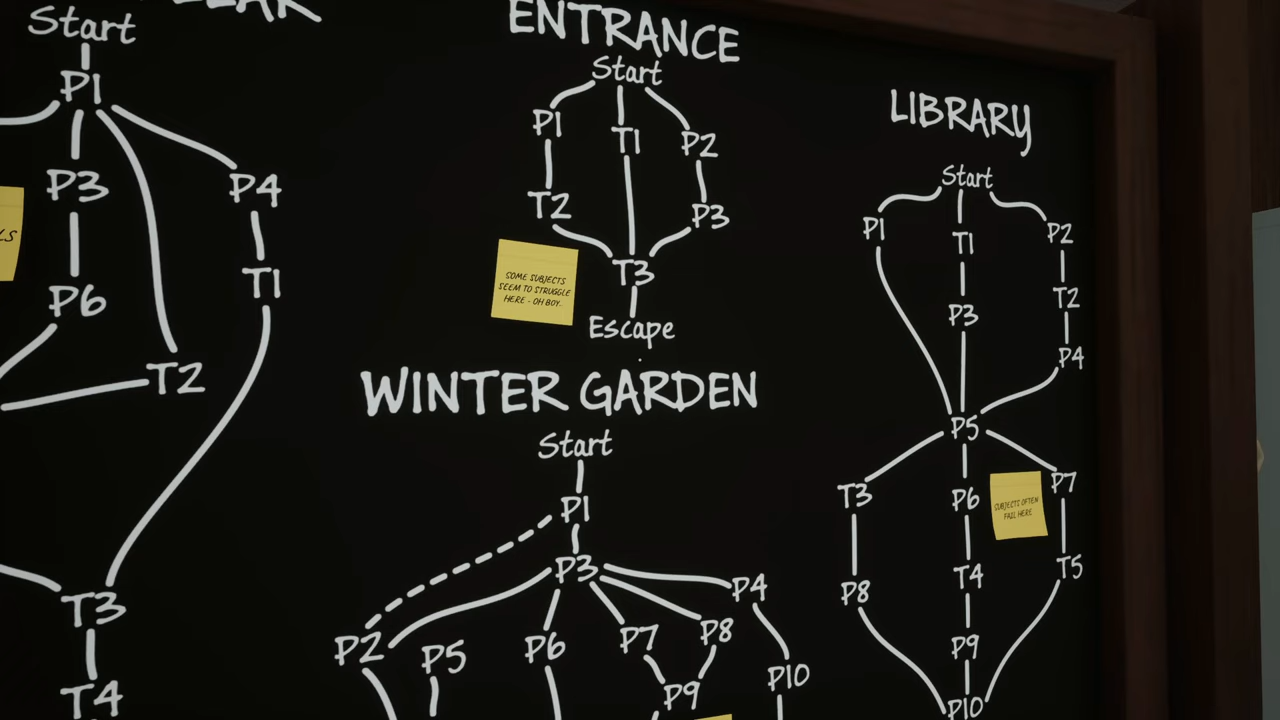 Start
P1
P3
P4
P6
T1
T2
T3
T4
LS
ENTRANCE
Start
P1
T1
P2
T2
P3
T3
Escape
SOME SUBJECTS
SEEM TO STRUGGLE
HERE - OH BOY..
WINTER GARDEN
Start
P1
P3
P4
P2
P5
P6
P7
P8
P10
P9
LIBRARY
Start
P1
T1
P2
T2
P3
P4
P5
T3
P6
P7
SUBJECTS OFTEN
FAIL HERE
P8
T4
T5
P9
P10